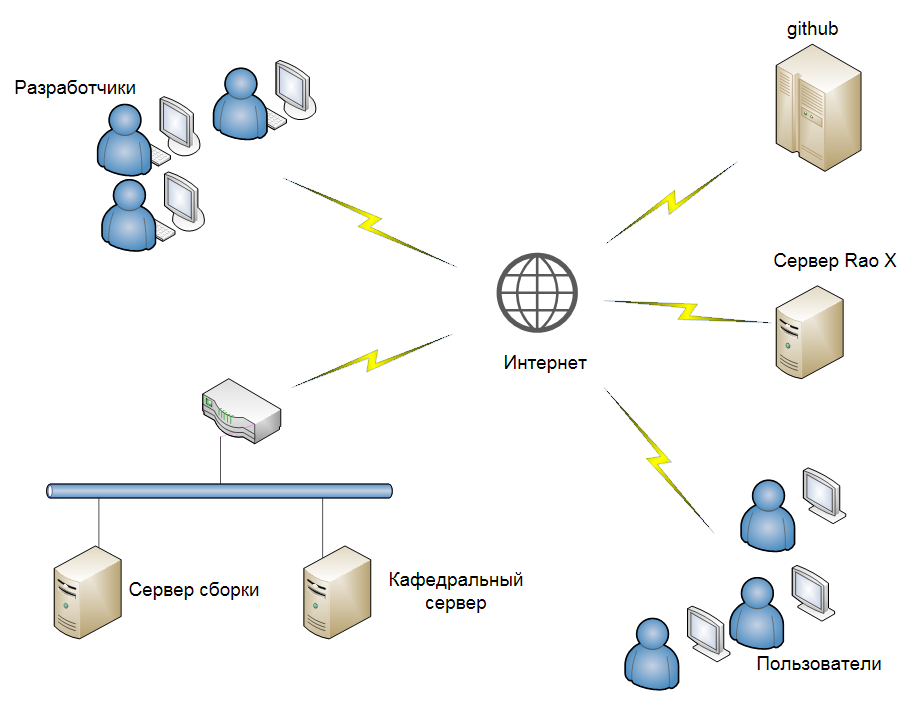 github
Разработчики
Сервер Rao X
Интернет
Сервер сборки
Кафедральный
сервер
Пользователи